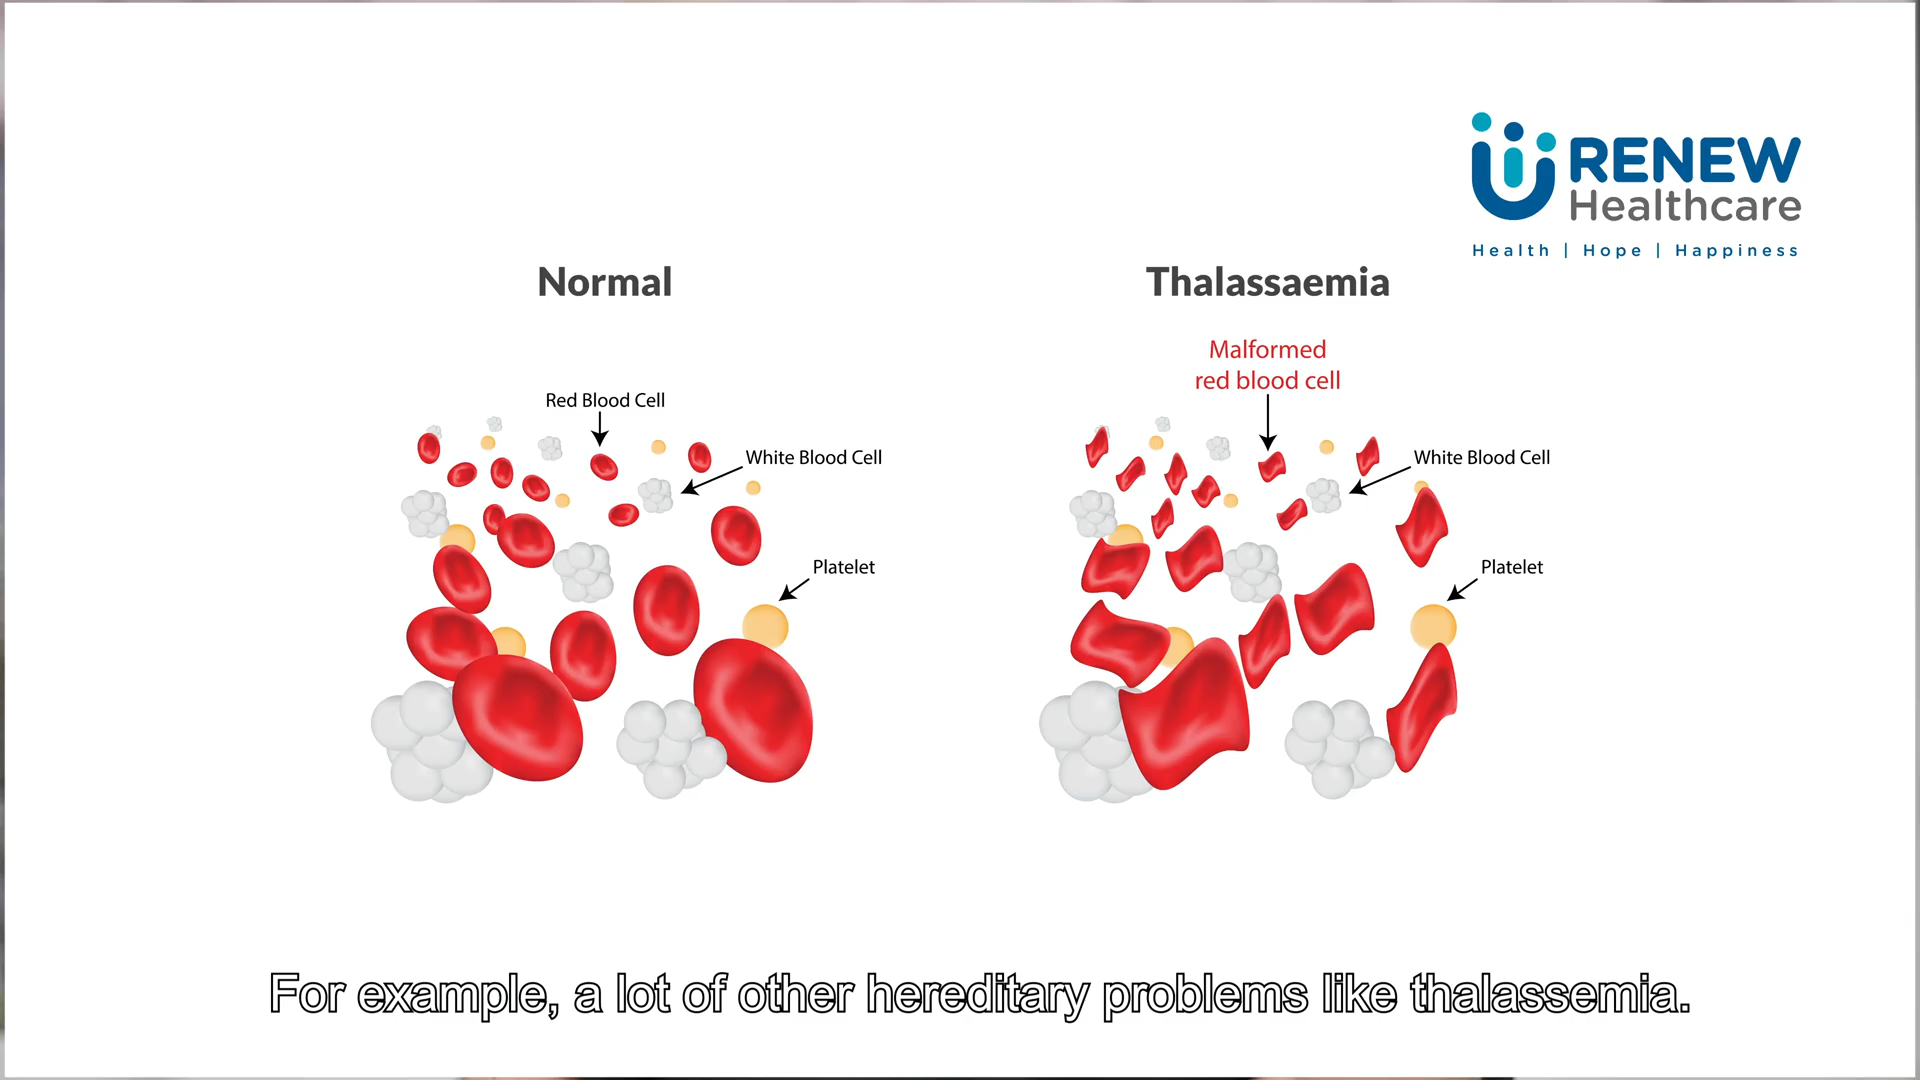 RENEW
Healthcare
Health | Hope | Happiness
Normal
Thalassaemia
Malformed
red blood cell
Red Blood Cell
White Blood Cell
White Blood Cell
Platelet
Platelet
For example, a lot of other hereditary problems like thalassemia.